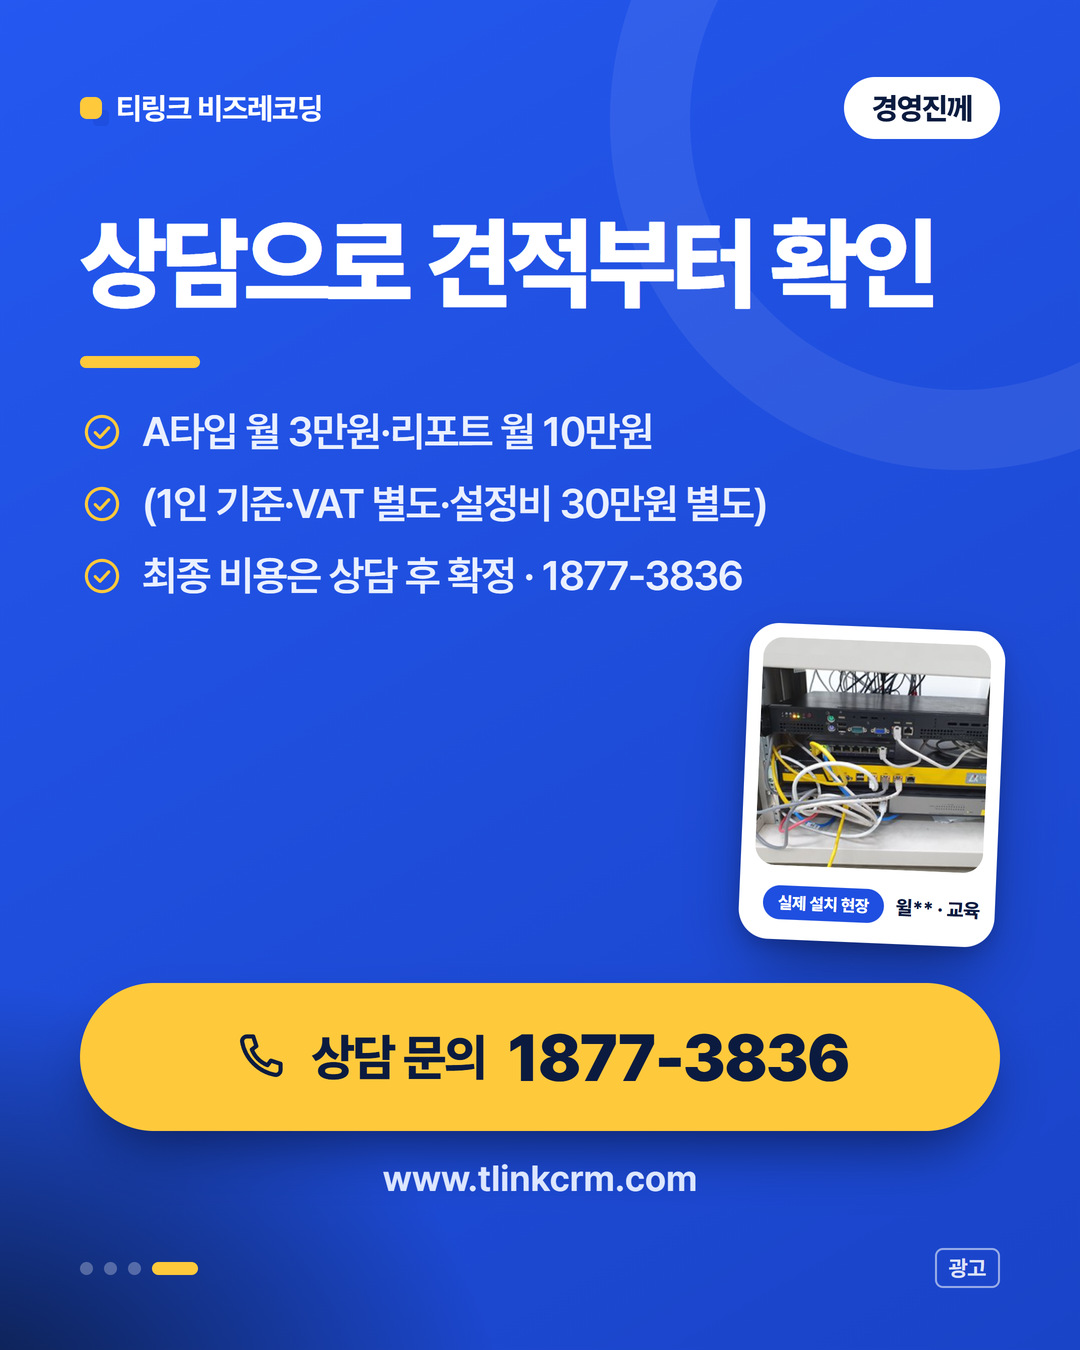 티링크 비즈레코딩
경영진께
상담으로 견적부터 확인
A타입 월 3만원·리포트 월 10만원
(1인 기준·VAT 별도·설정비 30만원 별도)
최종 비용은 상담 후 확정 · 1877-3836
실제 설치 현장
윌** · 교육
상담 문의 1877-3836
www.tlinkcrm.com
광고